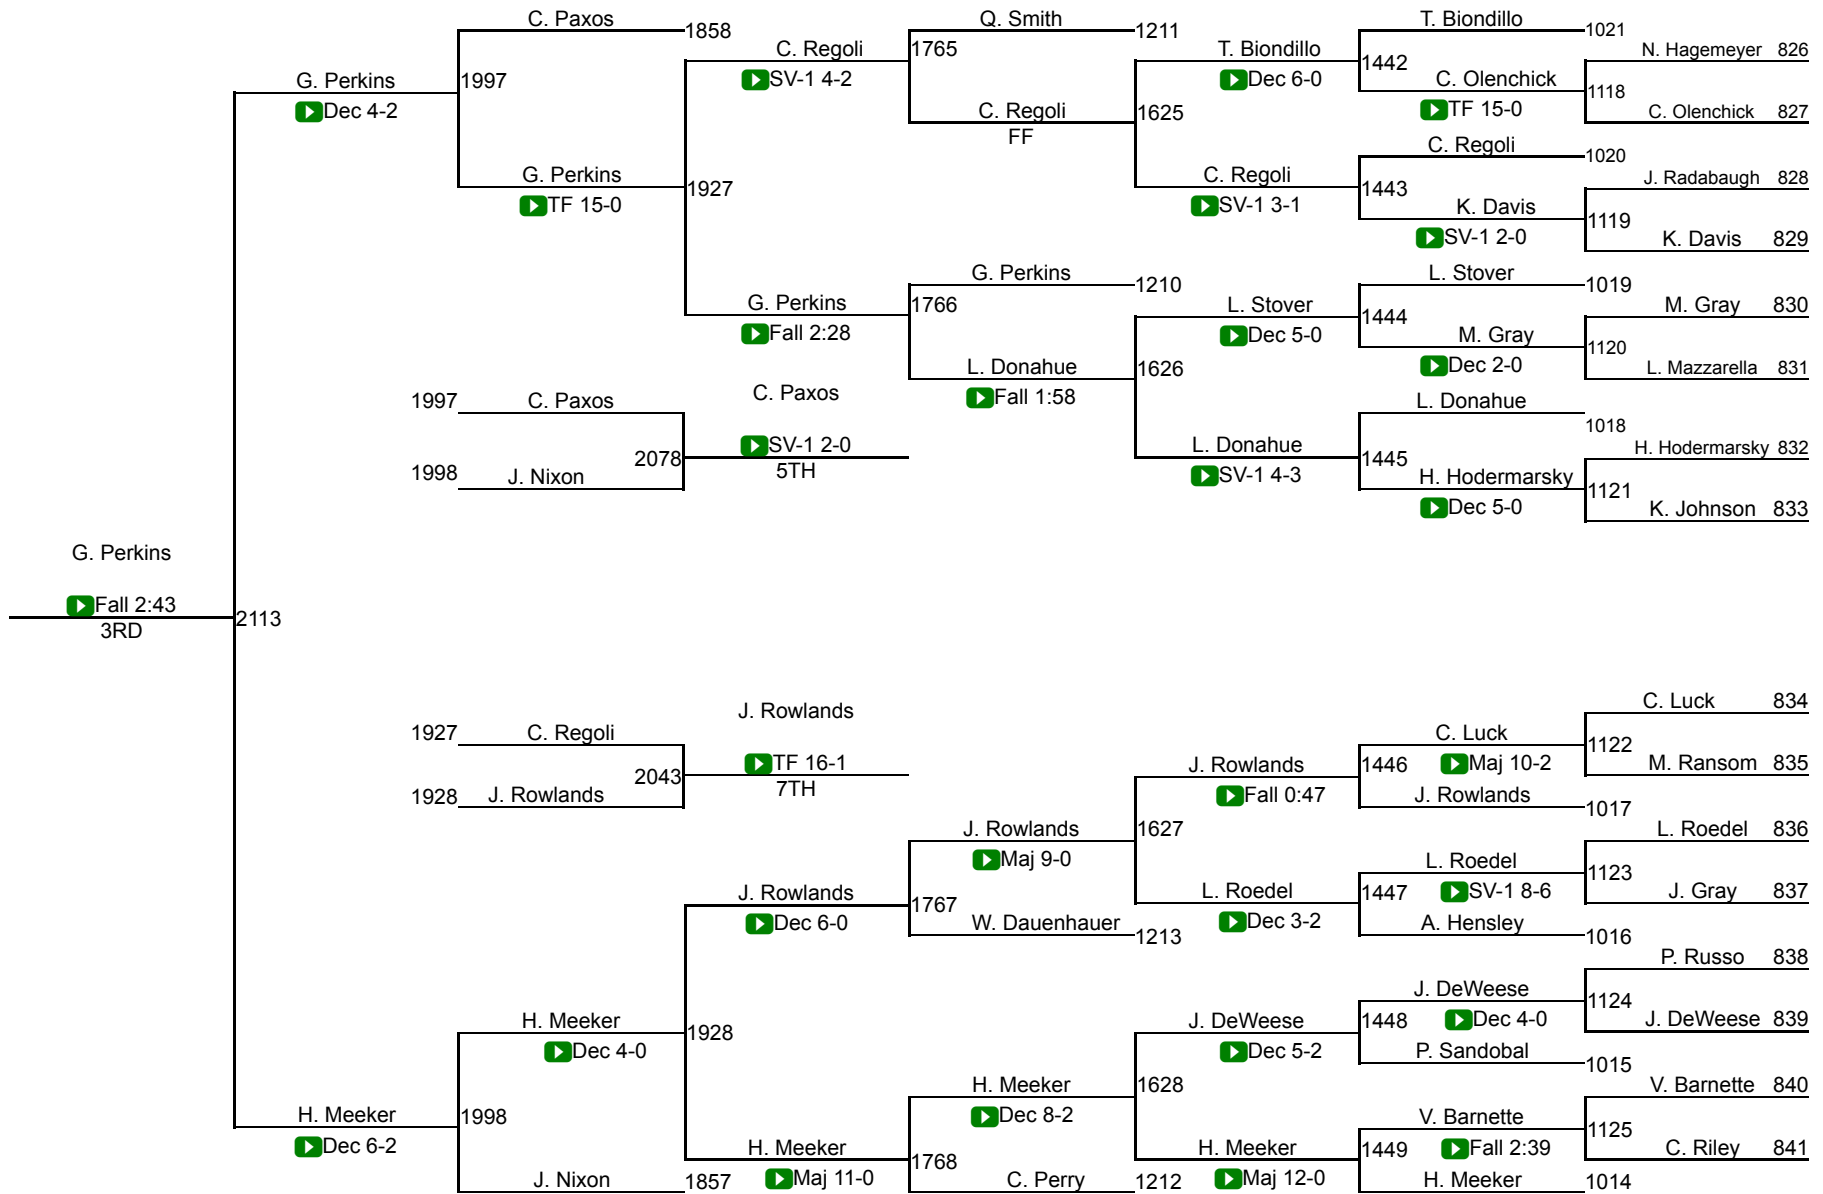 C. Paxos
Q. Smith
T. Biondillo
1858
1211
1021
C. Regoli
1765
T. Biondillo
N. Hagemeyer 826
G. Perkins
1997
SV-1 4-2
Dec 6-0
1442
C. Olenchick
1118
Dec 4-2
C. Regoli
1625
TF 15-0
C. Olenchick 827
FF
C. Regoli
1020
G. Perkins
1927
C. Regoli
1443
J. Radabaugh 828
TF 15-0
SV-1 3-1
K. Davis
1119
SV-1 2-0
K. Davis 829
G. Perkins
1210
L. Stover
1019
G. Perkins
1766
L. Stover
1444
M. Gray 830
Fall 2:28
Dec 5-0
M. Gray
1120
L. Donahue
1626
Dec 2-0
L. Mazzarella 831
1997
C. Paxos
C. Paxos
Fall 1:58
L. Donahue
1018
2078
SV-1 2-0
L. Donahue
1445
H. Hodermarsky 832
1998
J. Nixon
5TH
SV-1 4-3
H. Hodermarsky
1121
Dec 5-0
K. Johnson 833
G. Perkins
Fall 2:43
2113
3RD
J. Rowlands
C. Luck 834
1927
C. Regoli
C. Luck
1122
2043
TF 16-1
J. Rowlands
1446
Maj 10-2
M. Ransom 835
1928
J. Rowlands
7TH
Fall 0:47
J. Rowlands
1017
J. Rowlands
1627
L. Roedel 836
Maj 9-0
L. Roedel
1123
J. Rowlands
1767
L. Roedel
1447
SV-1 8-6
J. Gray 837
Dec 6-0
W. Dauenhauer
1213
Dec 3-2
A. Hensley
1016
P. Russo 838
J. DeWeese
1124
H. Meeker
1928
J. DeWeese
1448
Dec 4-0
J. DeWeese 839
Dec 4-0
Dec 5-2
P. Sandobal
1015
H. Meeker
1628
V. Barnette 840
H. Meeker
1998
Dec 8-2
V. Barnette
1125
Dec 6-2
H. Meeker
1768
H. Meeker
1449
Fall 2:39
C. Riley 841
J. Nixon
1857
Maj 11-0
C. Perry
1212
Maj 12-0
H. Meeker
1014